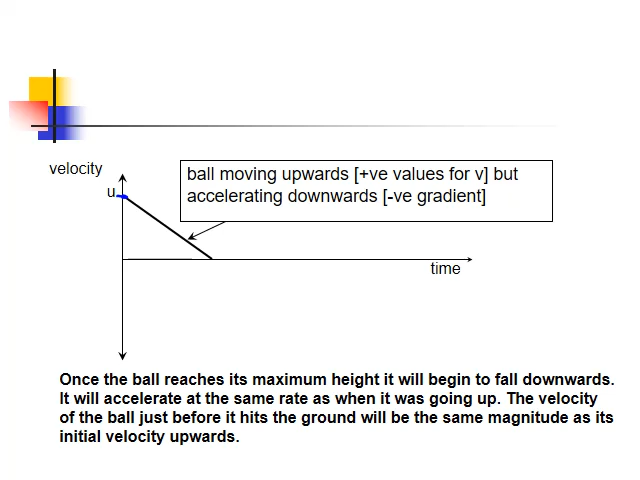 velocity
u
ball moving upwards [+ve values for v] but
accelerating downwards [-ve gradient]
time
Once the ball reaches its maximum height it will begin to fall downwards.
It will accelerate at the same rate as when it was going up. The velocity
of the ball just before it hits the ground will be the same magnitude as its
initial velocity upwards.